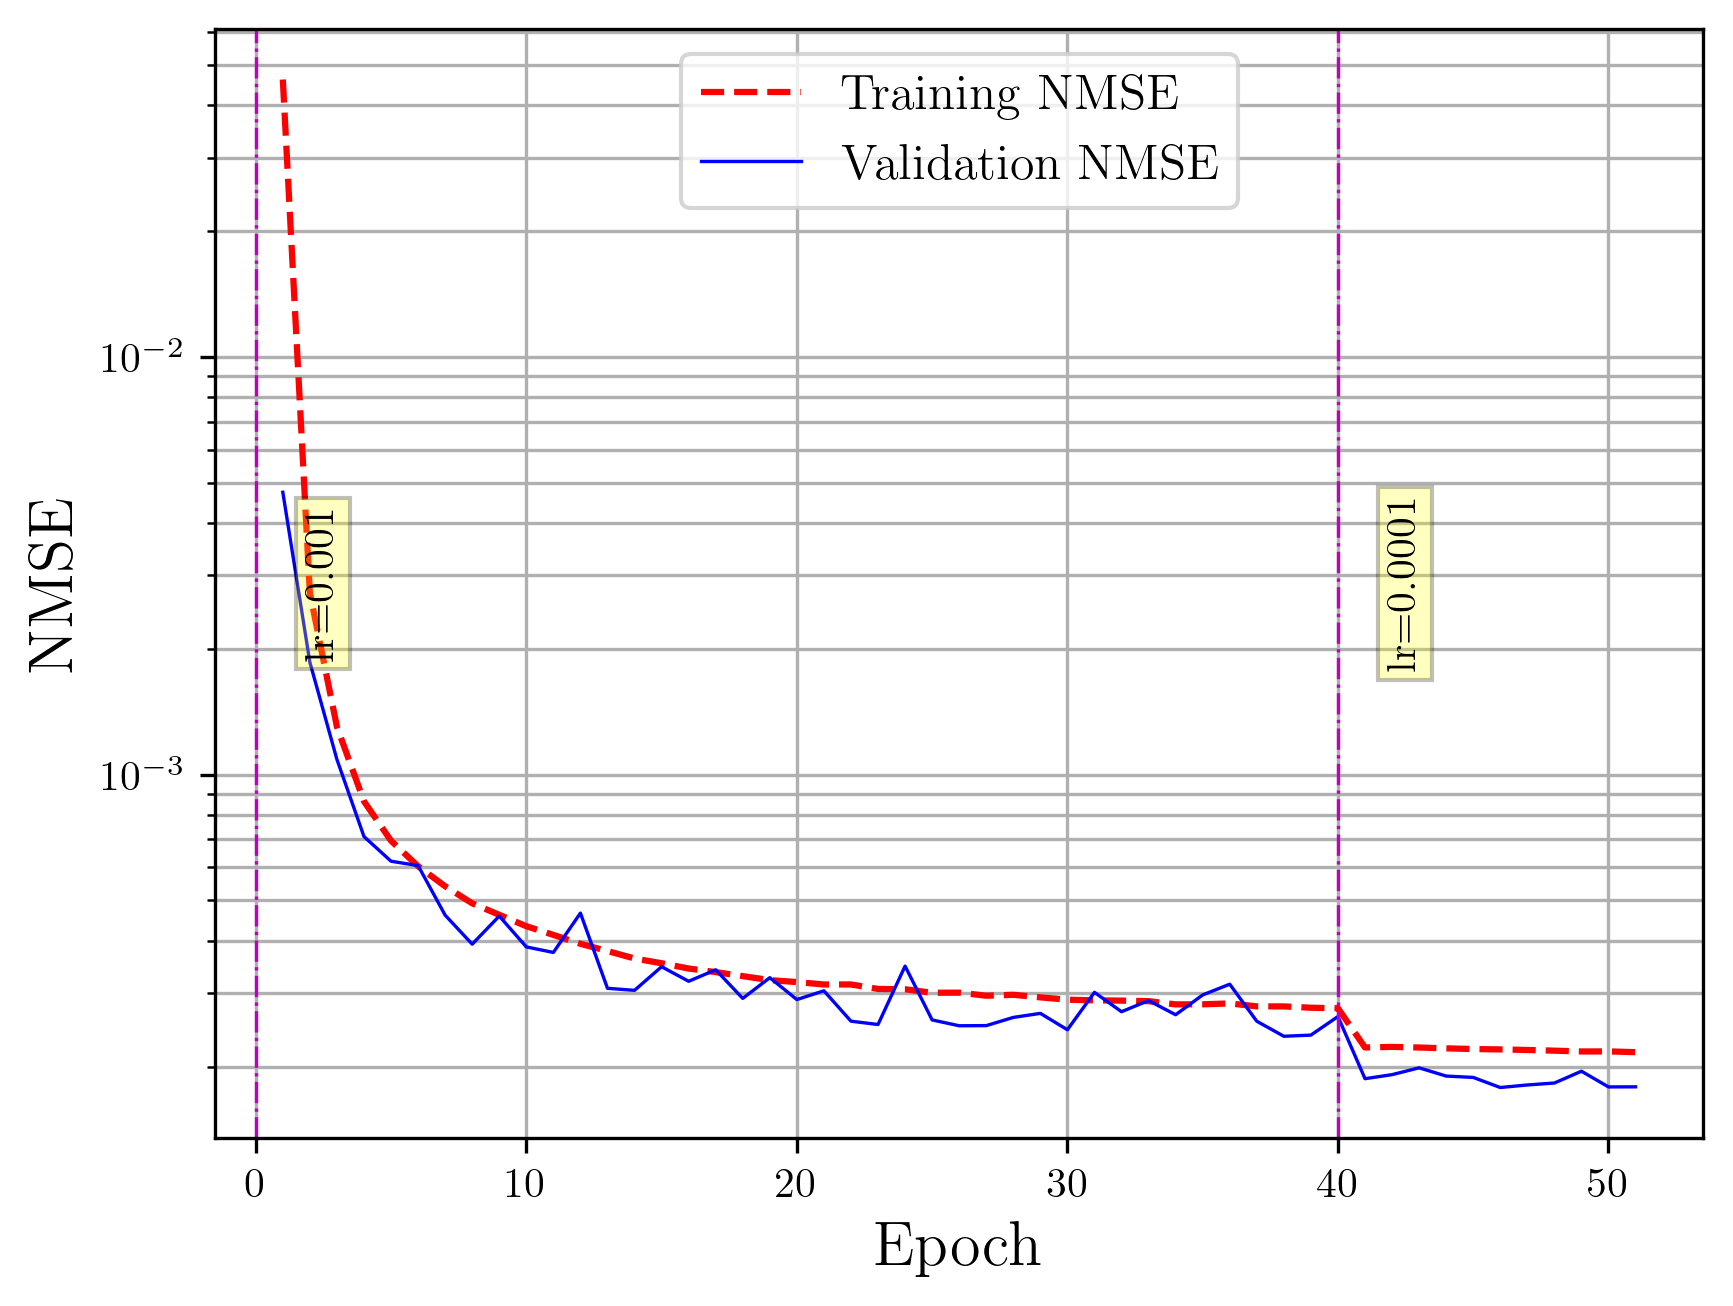 Training NMSE
Validation NMSE
10⁻²
10⁻³
NMSE
lr=0.001
lr=0.0001
0 10 20 30 40 50
Epoch